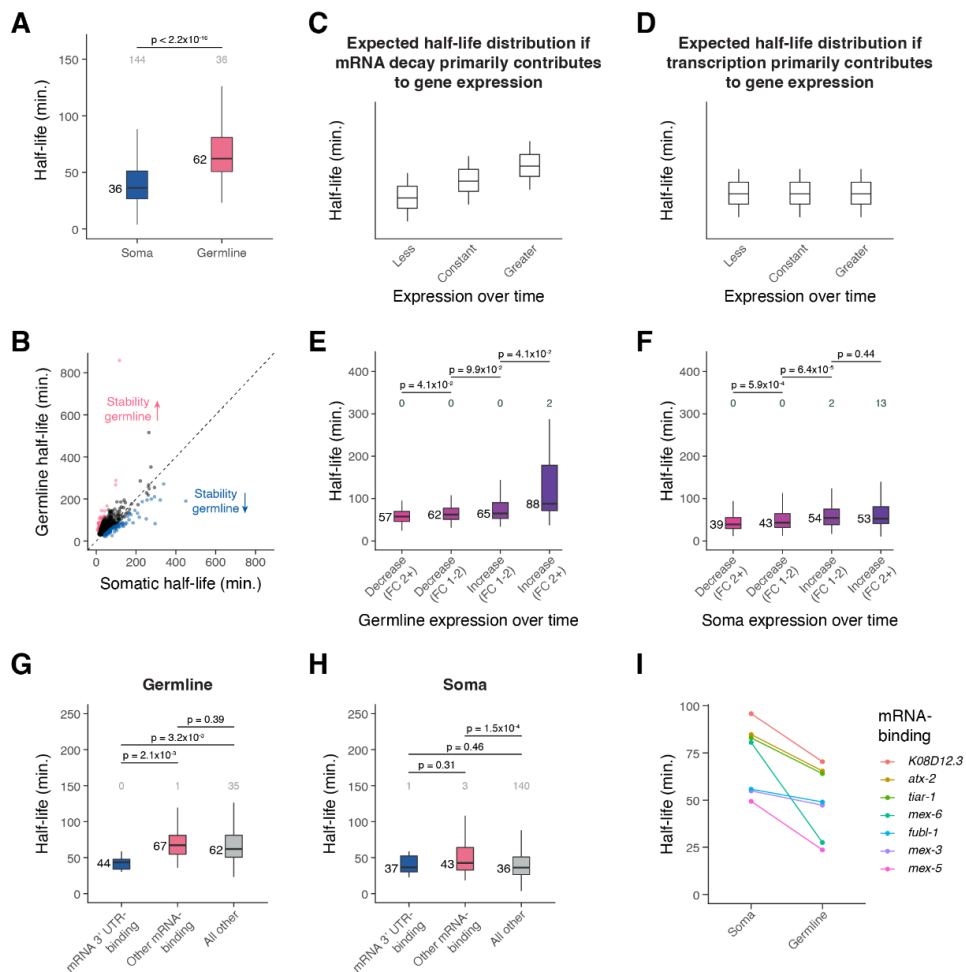 A
p < 2.2x10⁻¹⁶
144
36
150
100
50
0
36
62
Half-life (min.)
Soma
Germline
C
Expected half-life distribution if
mRNA decay primarily contributes
to gene expression
Half-life (min.)
Less
Constant
Greater
Expression over time
D
Expected half-life distribution if
transcription primarily contributes
to gene expression
Half-life (min.)
Less
Constant
Greater
Expression over time
B
Germline half-life (min.)
800
600
400
200
0
Stability
germline
Stability
germline
0
200
400
600
800
Somatic half-life (min.)
E
p = 4.1x10⁻⁷
p = 9.9x10⁻²
p = 4.1x10⁻²
0
0
0
2
400
300
200
100
0
Half-life (min.)
57
62
65
88
Decrease
(FC 2+)
Decrease
(FC 1-2)
Increase
(FC 1-2)
Increase
(FC 2+)
Germline expression over time
F
p = 0.44
p = 6.4x10⁻⁵
p = 5.9x10⁻⁴
0
0
2
13
400
300
200
100
0
Half-life (min.)
39
43
54
53
Decrease
(FC 2+)
Decrease
(FC 1-2)
Increase
(FC 1-2)
Increase
(FC 2+)
Soma expression over time
G
Germline
p = 0.39
p = 3.2x10⁻³
p = 2.1x10⁻³
0
1
35
250
200
150
100
50
0
Half-life (min.)
44
67
62
mRNA 3' UTR-
binding
Other mRNA-
binding
All other
H
Soma
p = 1.5x10⁻⁴
p = 0.46
p = 0.31
1
3
140
250
200
150
100
50
0
Half-life (min.)
37
43
36
mRNA 3' UTR-
binding
Other mRNA-
binding
All other
I
100
75
50
25
0
Half-life (min.)
Soma
Germline
mRNA-
binding
K08D12.3
atx-2
tiar-1
mex-6
fubl-1
mex-3
mex-5